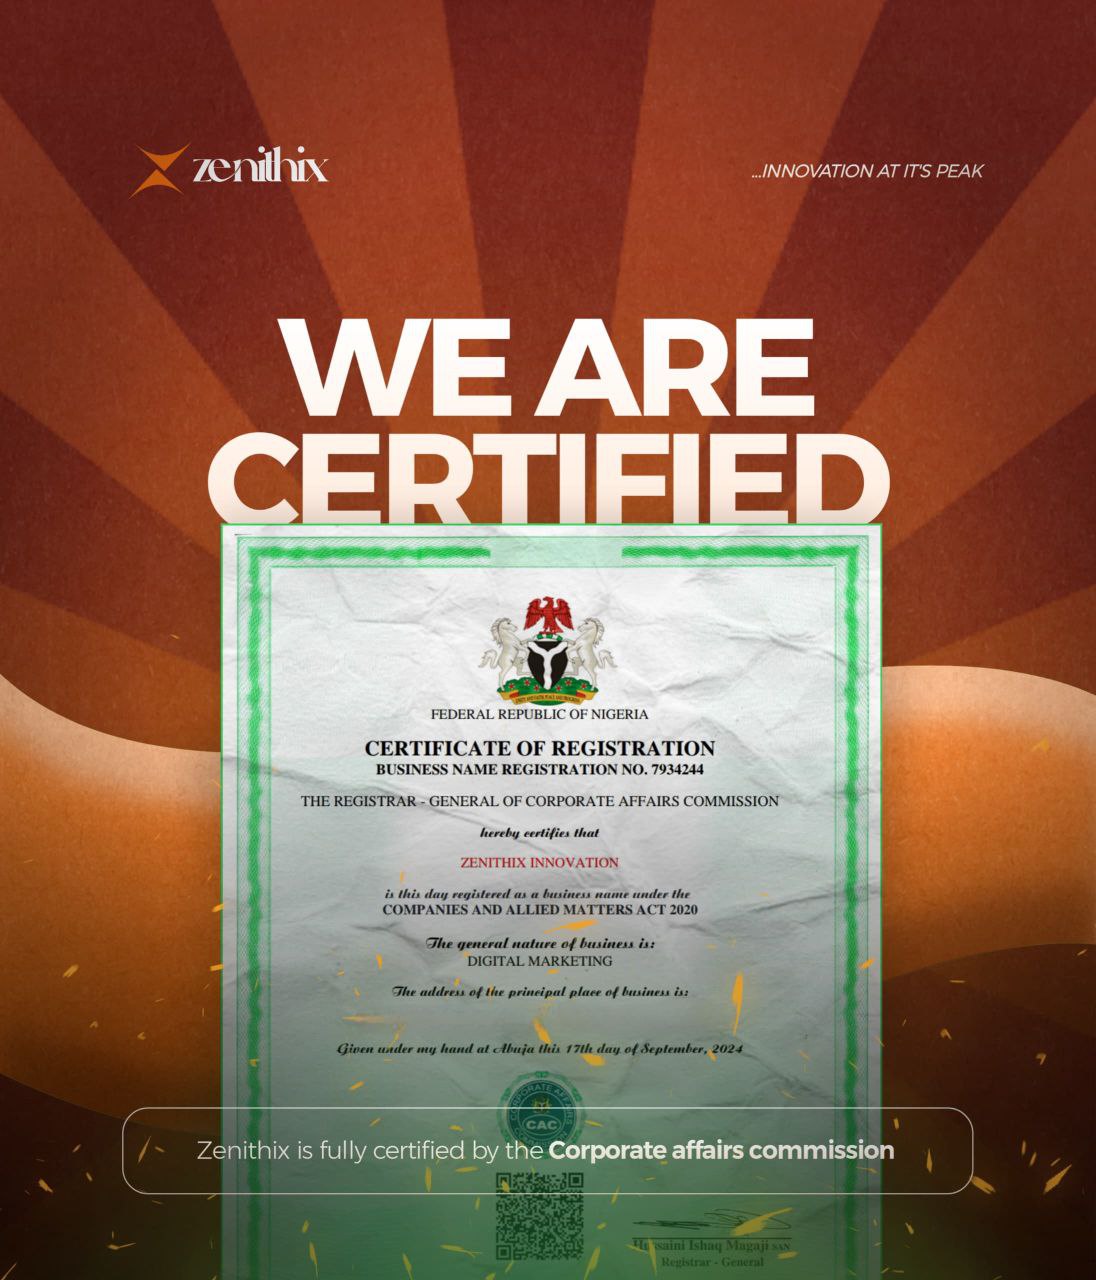 zenithix
...INNOVATION AT IT'S PEAK
WE ARE
CERTIFIED
FEDERAL REPUBLIC OF NIGERIA
CERTIFICATE OF REGISTRATION
BUSINESS NAME REGISTRATION NO. 7934244
THE REGISTRAR - GENERAL OF CORPORATE AFFAIRS COMMISSION
hereby certifies that
ZENITHIX INNOVATION
is this day registered as a business name under the
COMPANIES AND ALLIED MATTERS ACT 2020
The general nature of business is:
DIGITAL MARKETING
The address of the principal place of business is:
Given under my hand at Abuja this 17th day of September, 2024
CORPORATE AFFAIRS
CAC
Zenithix is fully certified by the Corporate affairs commission
Hussaini Ishaq Magaji SAN
Registrar - General